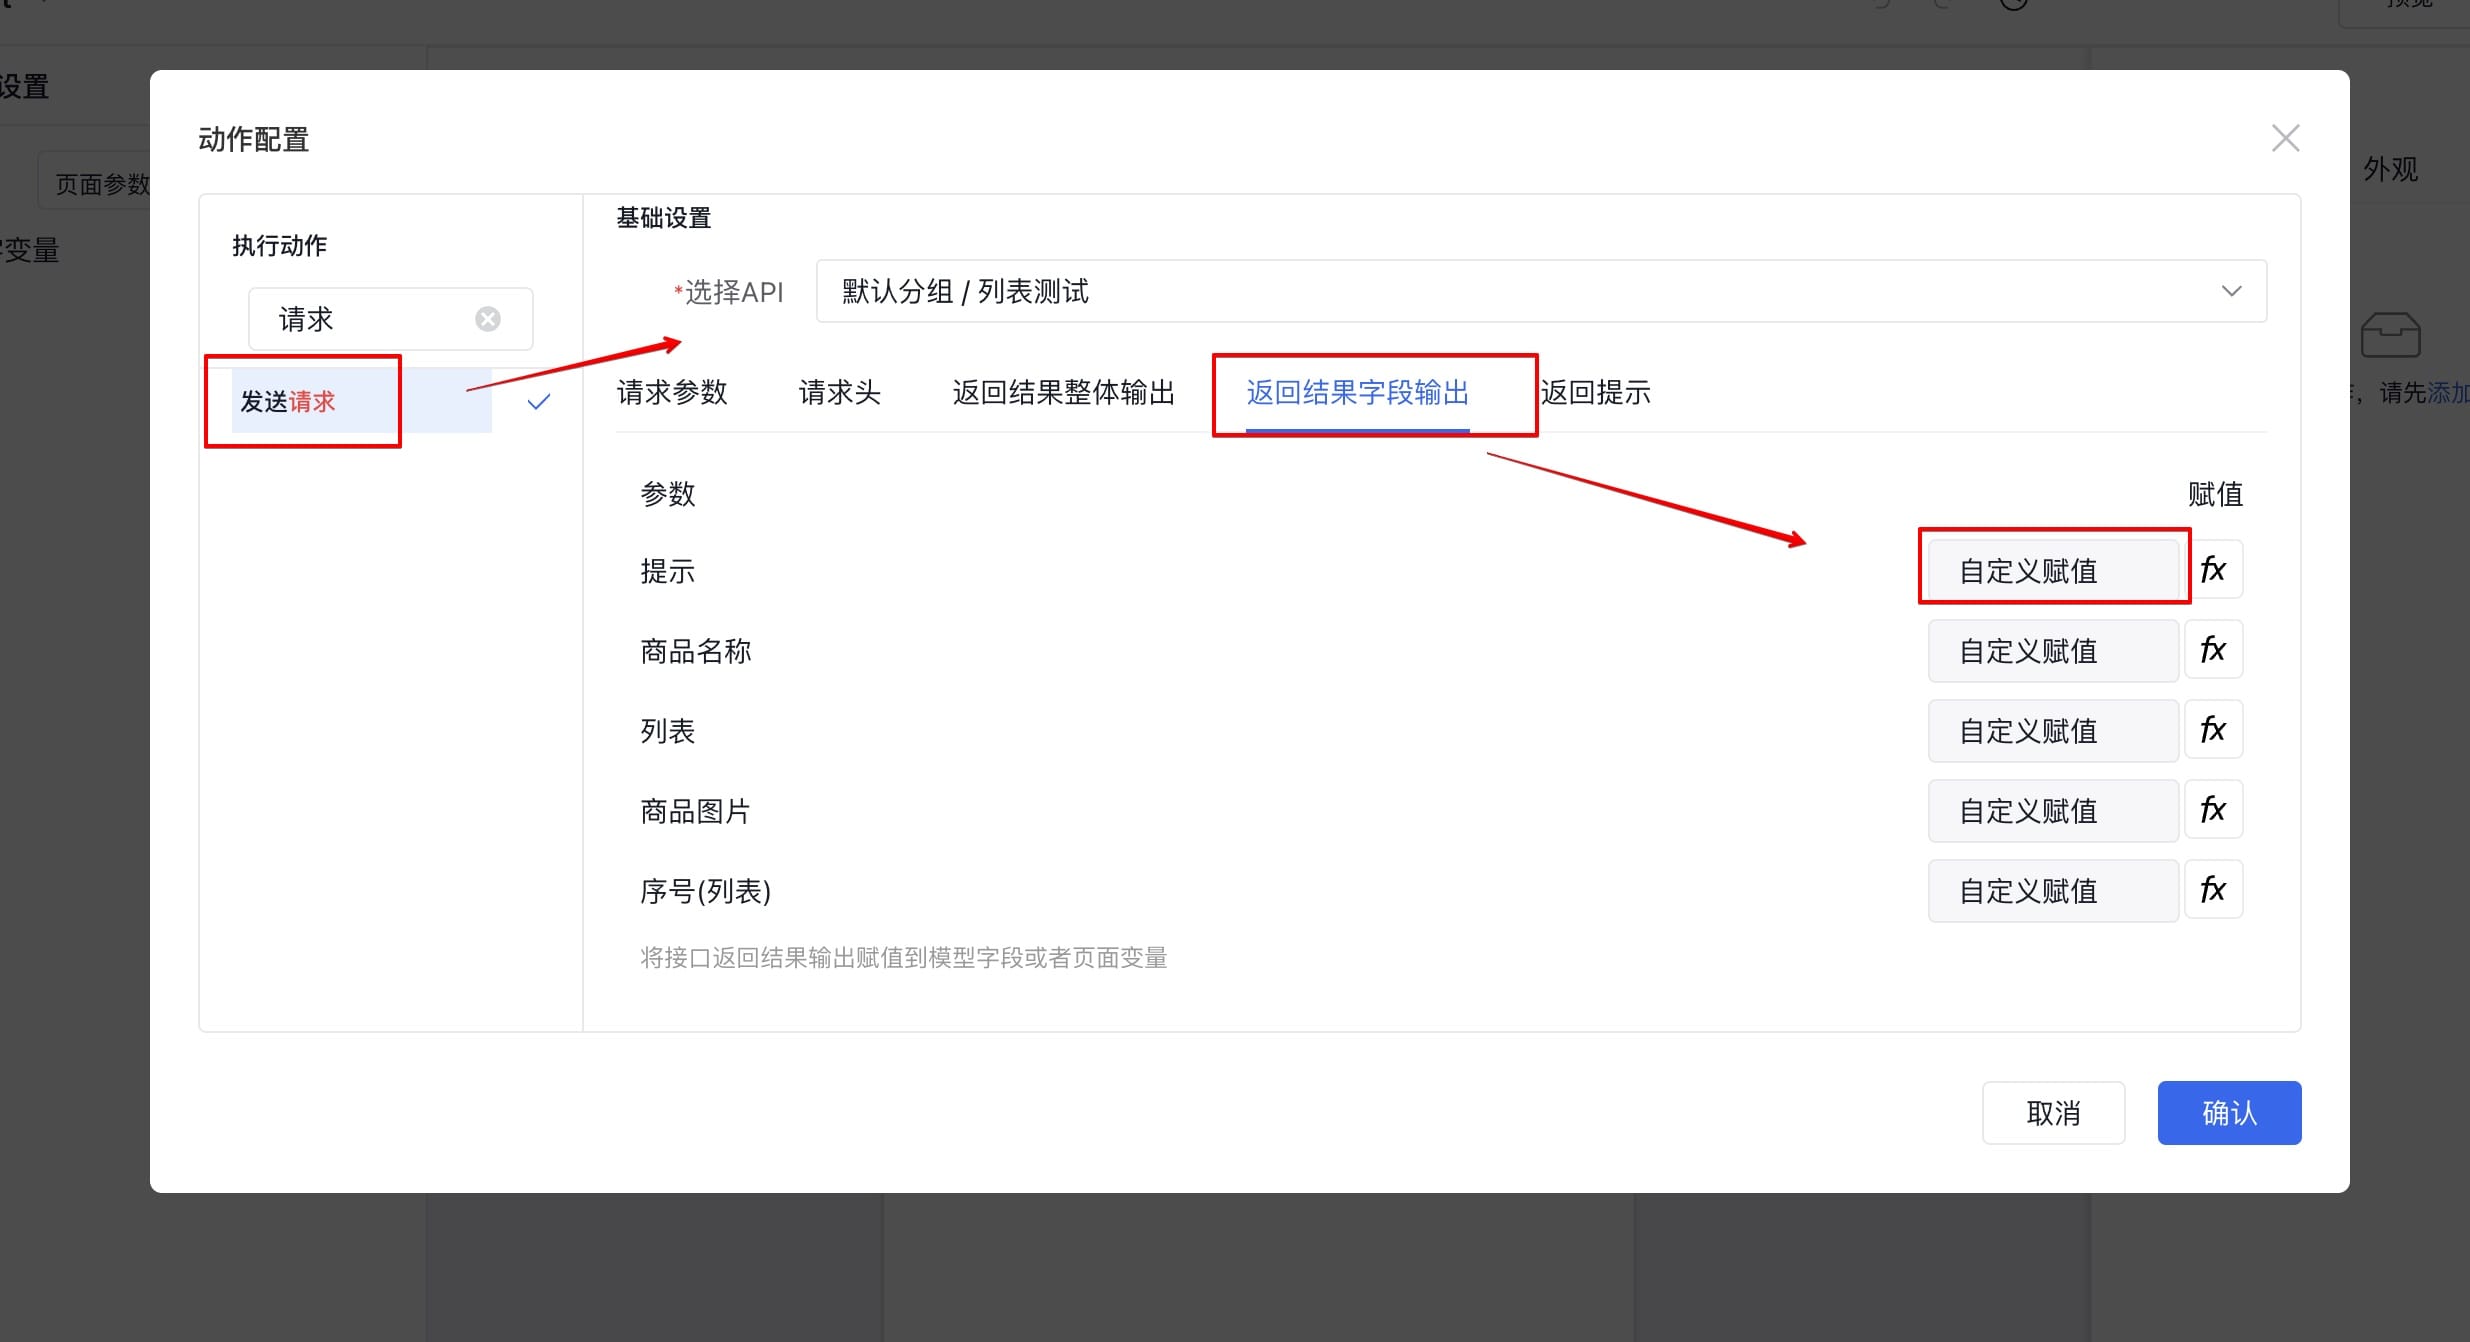 设置
页面参数
变量
外观
请先添加
动作配置
执行动作
请求
发送请求
基础设置
*选择API
默认分组 / 列表测试
请求参数
请求头
返回结果整体输出
返回结果字段输出
返回提示
参数
赋值
提示
自定义赋值
fx
商品名称
自定义赋值
fx
列表
自定义赋值
fx
商品图片
自定义赋值
fx
序号(列表)
自定义赋值
fx
将接口返回结果输出赋值到模型字段或者页面变量
取消
确认